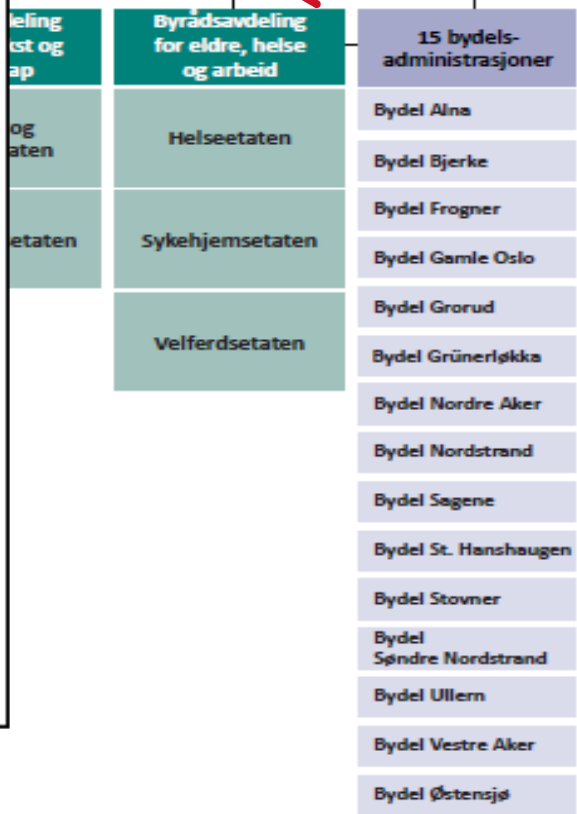 Byrådsavdeling
for eldre, helse
og arbeid
Helseetaten
Sykehjemsetaten
Velferdsetaten
og
15 bydels-
administrasjoner
Bydel Alna
Bydel Bjerke
Bydel Frogner
Bydel Gamle Oslo
Bydel Grorud
Bydel Grünerløkka
Bydel Nordre Aker
Bydel Nordstrand
Bydel Sagene
Bydel St. Hanshaugen
Bydel Stovner
Bydel
Søndre Nordstrand
Bydel Ullern
Bydel Vestre Aker
Bydel Østensjø